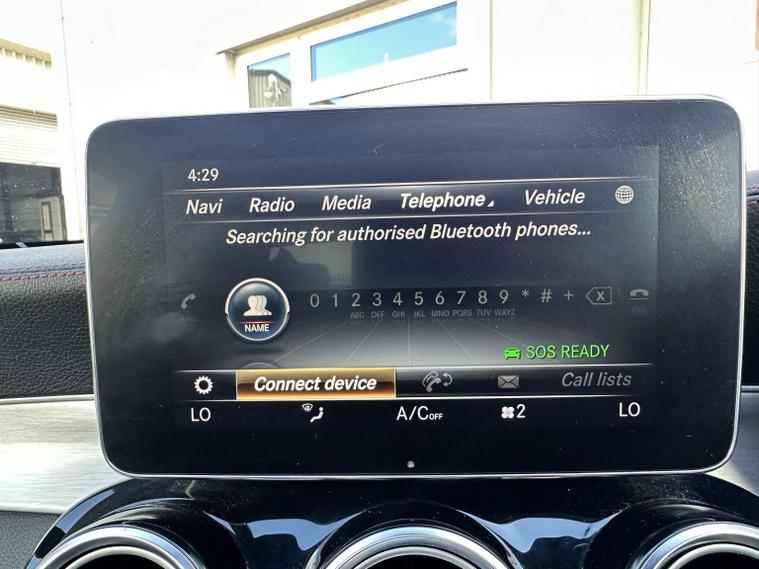 4:29
Navi Radio Media Telephone Vehicle
Searching for authorised Bluetooth phones...
0 1 2 3 4 5 6 7 8 9 * # +
ABC DEF GHI JKL MNO PQRS TUV WXYZ
NAME
SOS READY
Connect device Call lists
LO A/C OFF 2 LO